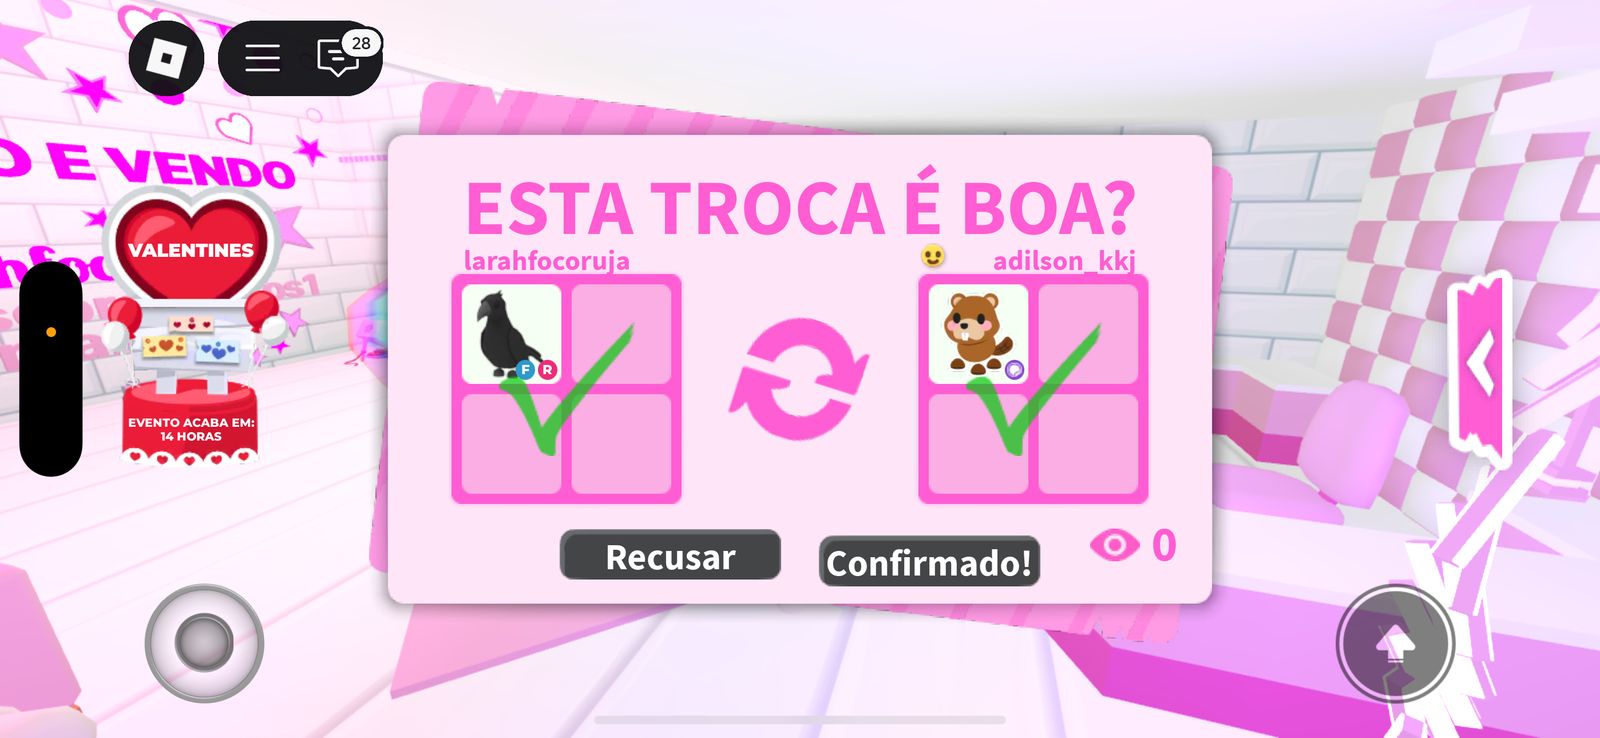 28
O E VENDO
VALENTINES
EVENTO ACABA EM:
14 HORAS
ESTA TROCA É BOA?
larahfocoruja
adilson_kkj
F R
Recusar
Confirmado!
0